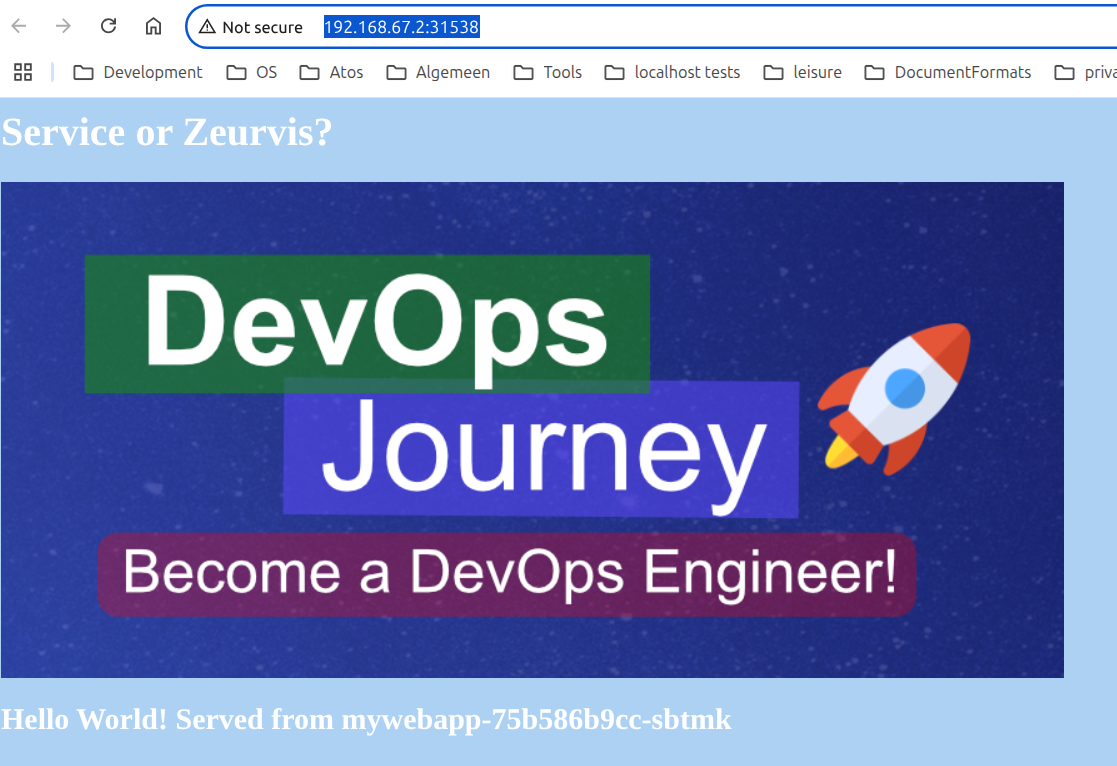 Not secure 192.168.67.2:31538
Development OS Atos Algemeen Tools localhost tests leisure DocumentFormats priva
Service or Zeurvis?
DevOps
Journey
Become a DevOps Engineer!
Hello World! Served from mywebapp-75b586b9cc-sbtmk